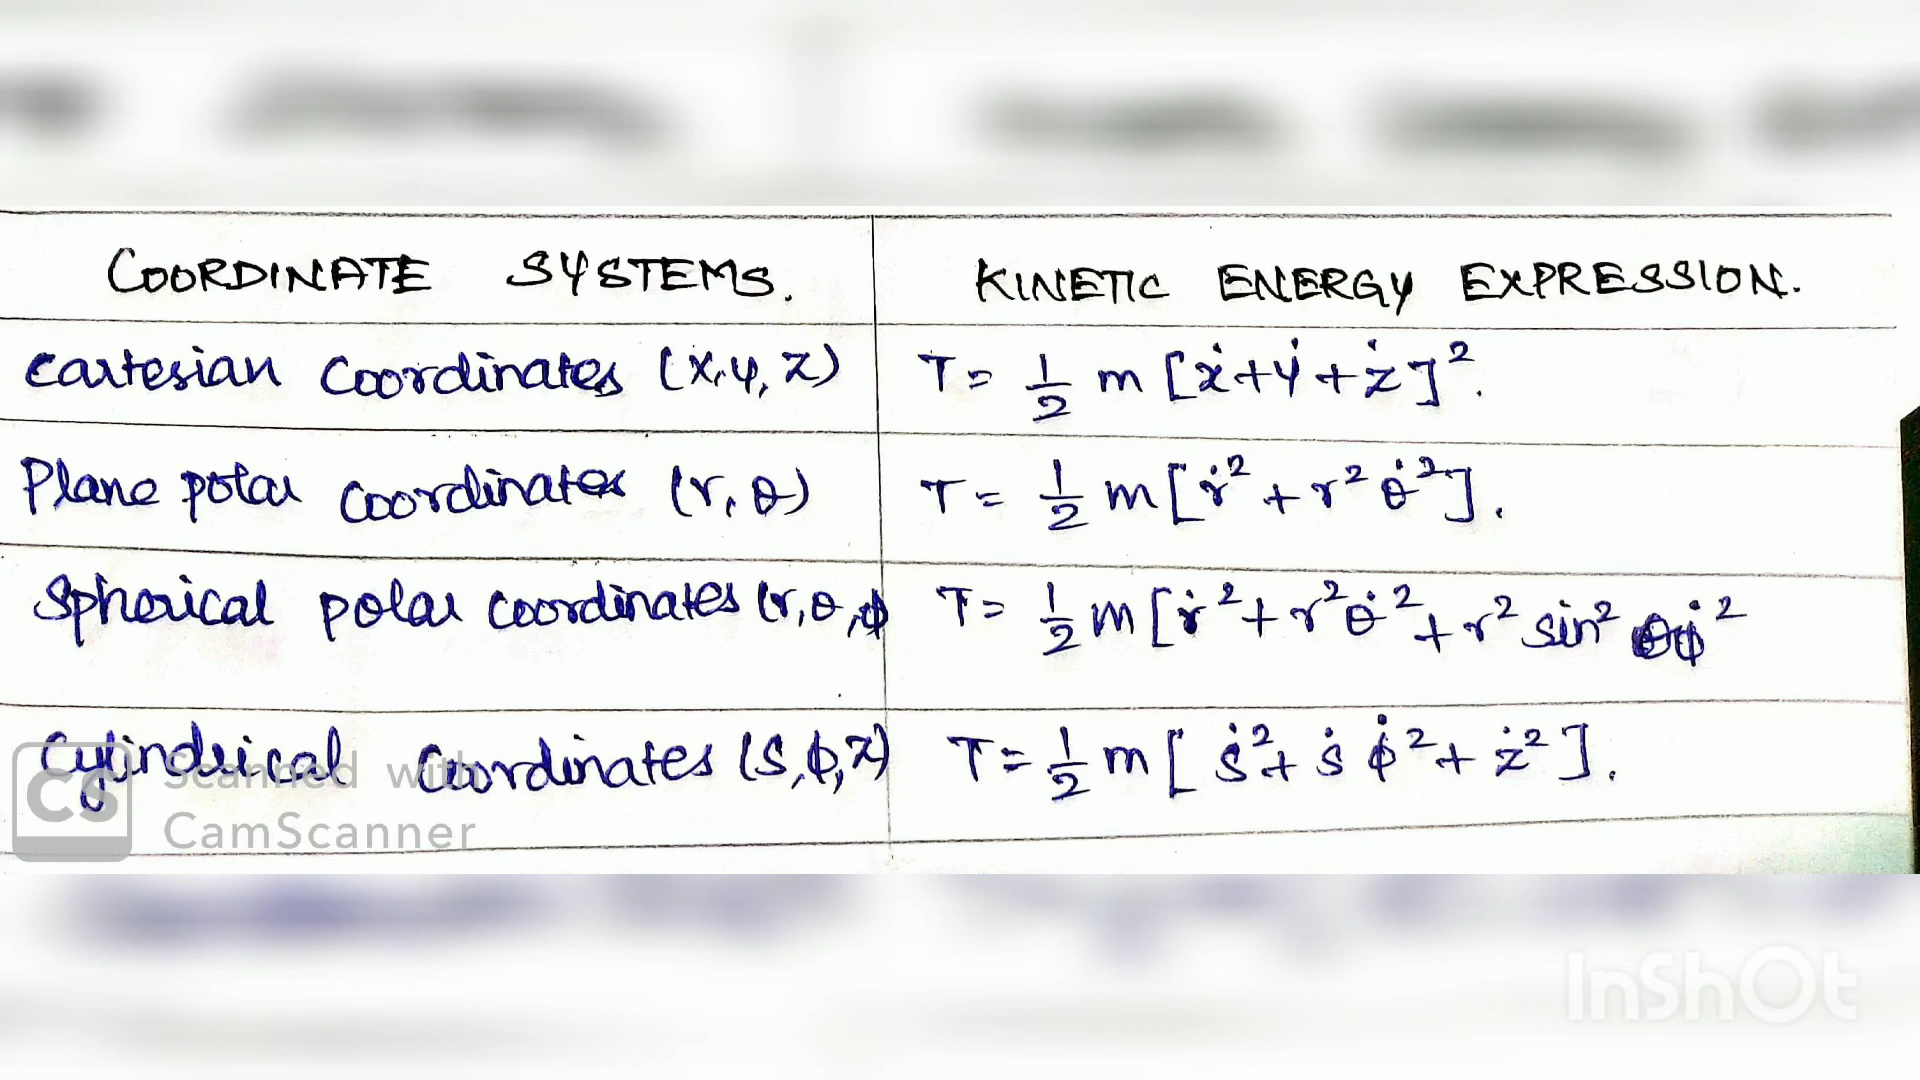 COORDINATE SYSTEMS. KINETIC ENERGY EXPRESSION.
Cartesian Coordinates (x,y,z) T= 1/2 m [ẋ+ẏ+ż]².
Plane polar coordinates (r,θ) T= 1/2 m[ṙ²+r²θ̇²].
Spherical polar coordinates (r,θ,φ T= 1/2 m[ṙ²+r²θ̇²+r² sin² θφ̇²
Cylindrical Coordinates (S,φ,z) T= 1/2 m[ṡ²+ṡ φ̇²+ż²].
CS Scanned with
CamScanner
InShOt